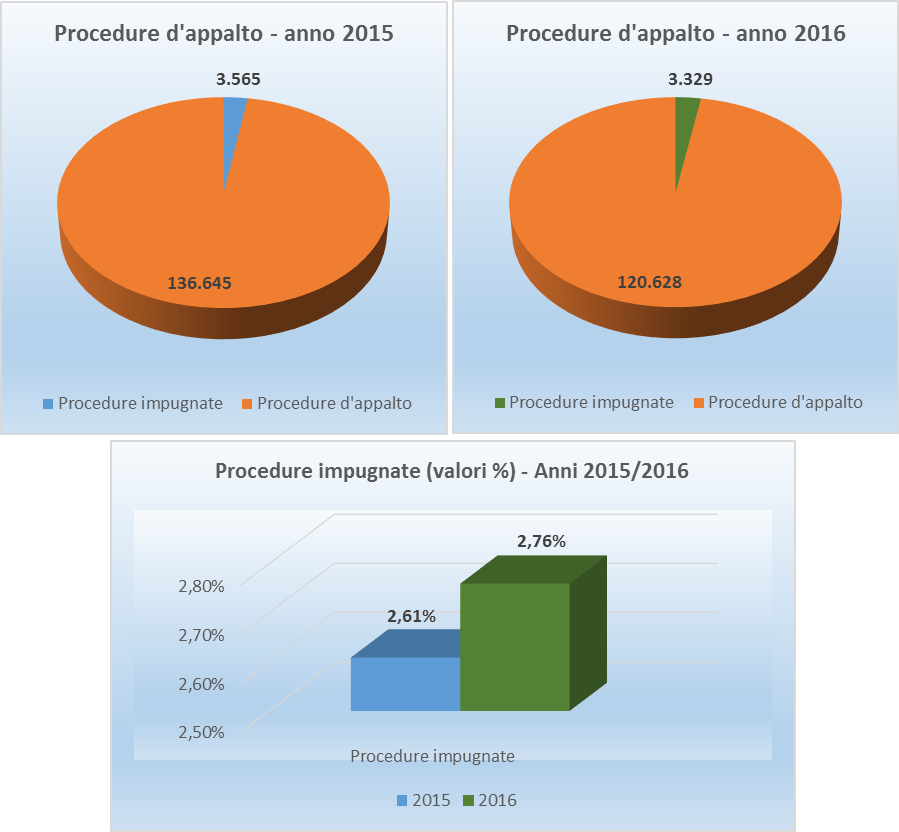 Procedure d'appalto - anno 2015
3.565
136.645
Procedure impugnate Procedure d'appalto
Procedure d'appalto - anno 2016
3.329
120.628
Procedure impugnate Procedure d'appalto
Procedure impugnate (valori %) - Anni 2015/2016
2,76%
2,61%
2,80%
2,70%
2,60%
2,50%
Procedure impugnate
2015 2016